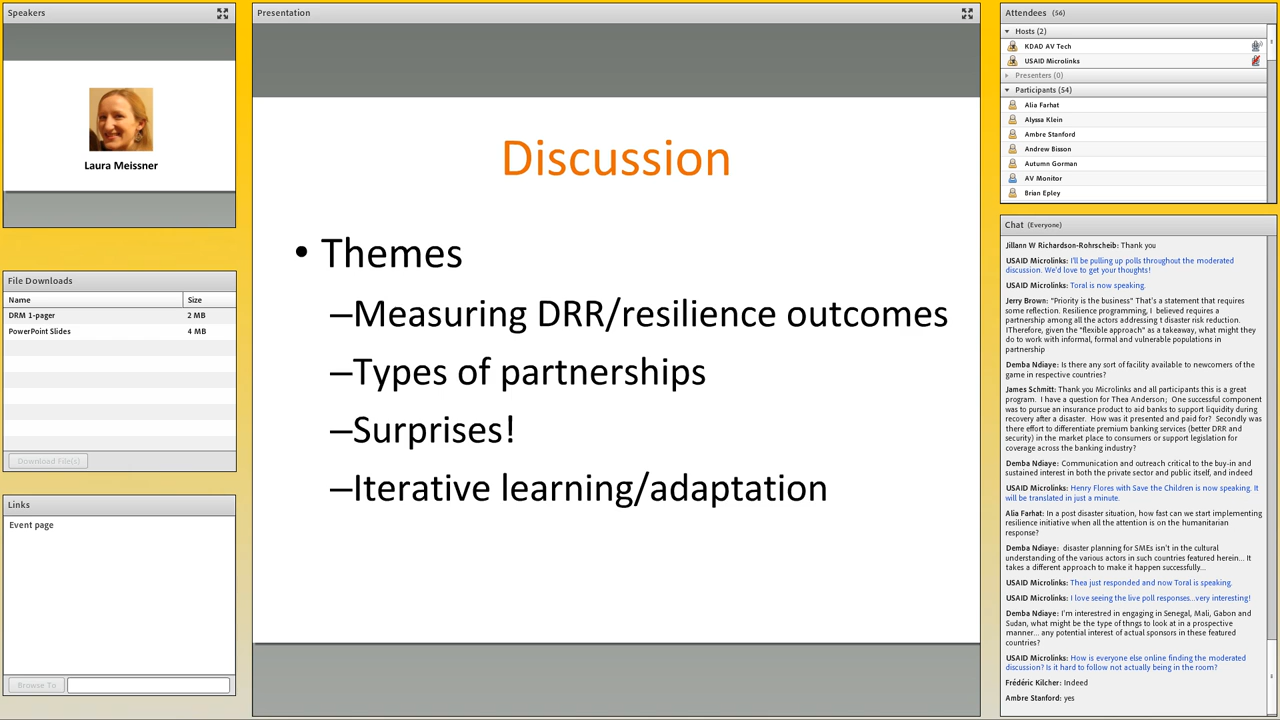 Speakers
Laura Meissner
File Downloads
Name Size
DRM 1-pager 2 MB
PowerPoint Slides 4 MB
Download File(s)
Links
Event page
Browse To
Presentation
Discussion
• Themes
–Measuring DRR/resilience outcomes
–Types of partnerships
–Surprises!
–Iterative learning/adaptation
Attendees (56)
Hosts (2)
KDAD AV Tech
USAID Microlinks
Presenters (0)
Participants (54)
Alia Farhat
Alyssa Klein
Ambre Stanford
Andrew Bisson
Autumn Gorman
AV Monitor
Brian Epley
Chat (Everyone)
Jillann W Richardson-Rohrscheib: Thank you
USAID Microlinks: I'll be pulling up polls throughout the moderated
discussion. We'd love to get your thoughts!
USAID Microlinks: Toral is now speaking.
Jerry Brown: "Priority is the business" That's a statement that requires
some reflection. Resilience programming, I believed requires a
partnership among all the actors addressing t disaster risk reduction.
ITherefore, given the "flexible approach" as a takeaway, what might they
do to work with informal, formal and vulnerable populations in
partnership
Demba Ndiaye: Is there any sort of facility available to newcomers of the
game in respective countries?
James Schmitt: Thank you Microlinks and all participants this is a great
program. I have a question for Thea Anderson; One successful component
was to pursue an insurance product to aid banks to support liquidity during
recovery after a disaster. How was it presented and paid for? Secondly was
there effort to differentiate premium banking services (better DRR and
security) in the market place to consumers or support legislation for
coverage across the banking industry?
Demba Ndiaye: Communication and outreach critical to the buy-in and
sustained interest in both the private sector and public itself, and indeed
USAID Microlinks: Henry Flores with Save the Children is now speaking. It
will be translated in just a minute.
Alia Farhat: In a post disaster situation, how fast can we start implementing
resilience initiative when all the attention is on the humanitarian
response?
Demba Ndiaye: disaster planning for SMEs isn't in the cultural
understanding of the various actors in such countries featured herein... It
takes a different approach to make it happen successfully...
USAID Microlinks: Thea just responded and now Toral is speaking.
USAID Microlinks: I love seeing the live poll responses...very interesting!
Demba Ndiaye: I'm interestred in engaging in Senegal, Mali, Gabon and
Sudan, what might be the type of thngs to look at in a prospective
manner... any potential interest of actual sponsors in these featured
countries?
USAID Microlinks: How is everyone else online finding the moderated
discussion? Is it hard to follow not actually being in the room?
Frédéric Kilcher: Indeed
Ambre Stanford: yes